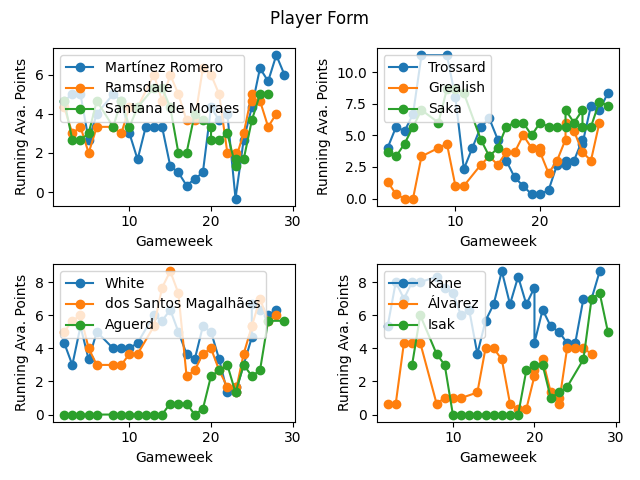 Player Form
Martínez Romero
Ramsdale
Santana de Moraes
Running Ava. Points
0
2
4
6
10
20
30
Gameweek
Trossard
Grealish
Saka
Running Ava. Points
0.0
2.5
5.0
7.5
10.0
10
20
Gameweek
White
dos Santos Magalhães
Aguerd
Running Ava. Points
0
2
4
6
8
10
20
30
Gameweek
Kane
Álvarez
Isak
Running Ava. Points
0
2
4
6
8
10
20
30
Gameweek